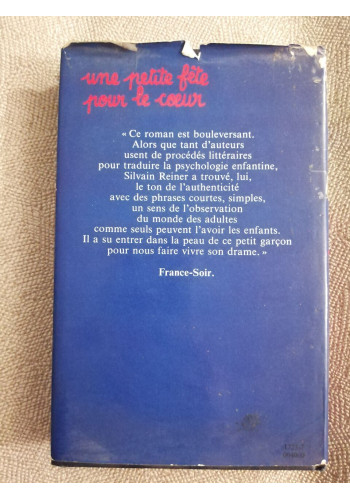 une petite fête
pour le cœur
« Ce roman est bouleversant.
Alors que tant d'auteurs
usent de procédés littéraires
pour traduire la psychologie enfantine,
Silvain Reiner a trouvé, lui,
le ton de l'authenticité
avec des phrases courtes, simples,
un sens de l'observation
du monde des adultes
comme seuls peuvent l'avoir les enfants.
Il a su entrer dans la peau de ce petit garçon
pour nous faire vivre son drame. »
France-Soir.